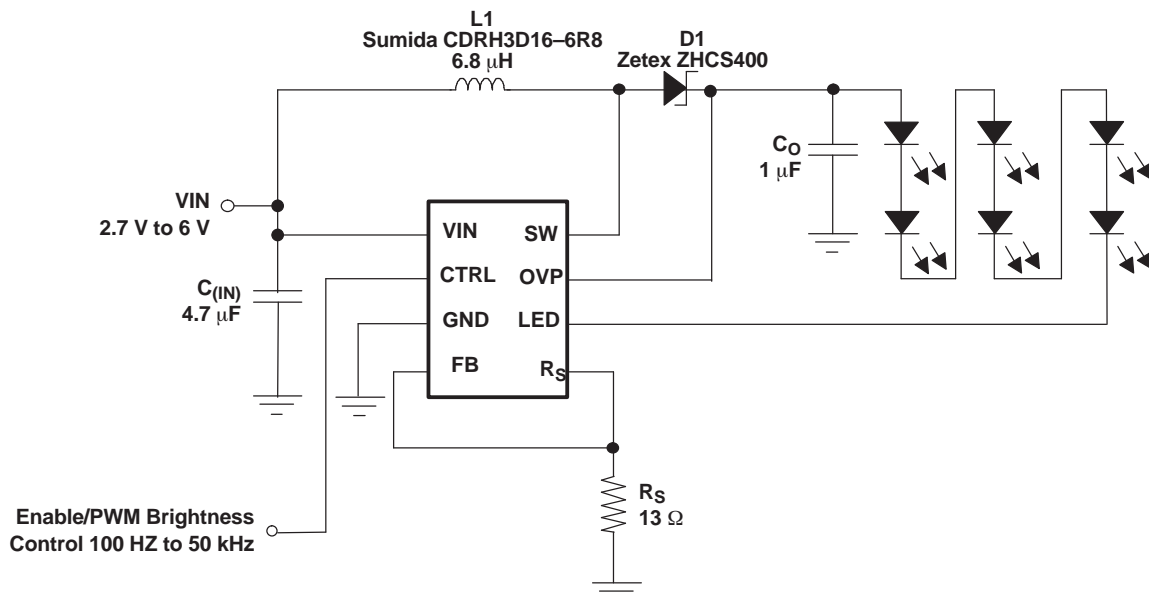 L1
Sumida CDRH3D16–6R8
6.8 μH
D1
Zetex ZHCS400
CO
1 μF
VIN
2.7 V to 6 V
C(IN)
4.7 μF
VIN
SW
CTRL
OVP
GND
LED
FB
RS
RS
13 Ω
Enable/PWM Brightness
Control 100 HZ to 50 kHz